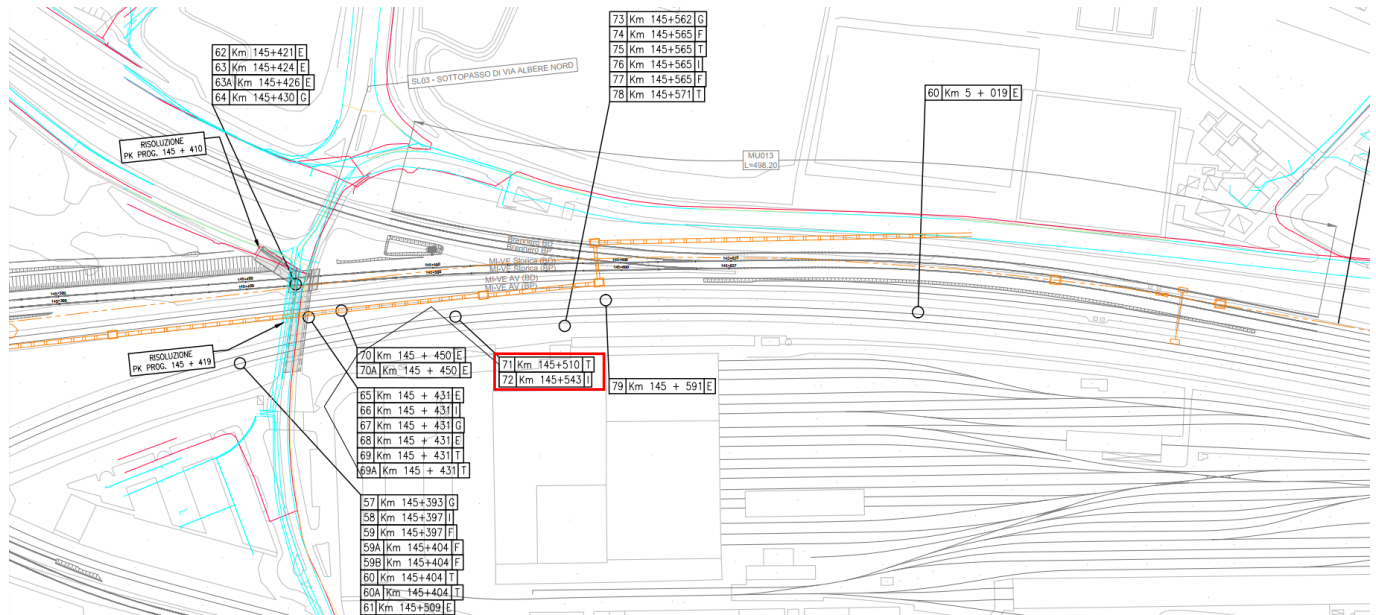 73 Km 145+562 G
74 Km 145+565 F
75 Km 145+565 T
76 Km 145+565 I
77 Km 145+565 F
78 Km 145+571 T
62 Km 145+421 E
63 Km 145+424 E
63A Km 145+426 E
64 Km 145+430 G
SL03 - SOTTOPASSO DI VIA ALBERE NORD
60 Km 5 + 019 E
RISOLUZIONE
PK PROG. 145 + 410
MU013
L=498.20
Brennero BD
Brennero BP
MI-VE Storica (BD)
MI-VE Storica (BP)
MI-VE AV (BD)
MI-VE AV (BP)
RISOLUZIONE
PK PROG. 145 + 419
70 Km 145 + 450 E
70A Km 145 + 450 E
71 Km 145+510 T
72 Km 145+543 I
79 Km 145 + 591 E
65 Km 145 + 431 E
66 Km 145 + 431 I
67 Km 145 + 431 G
68 Km 145 + 431 E
69 Km 145 + 431 T
69A Km 145 + 431 T
57 Km 145+393 G
58 Km 145+397 I
59 Km 145+397 F
59A Km 145+404 F
59B Km 145+404 F
60 Km 145+404 T
60A Km 145+404 T
61 Km 145+509 E